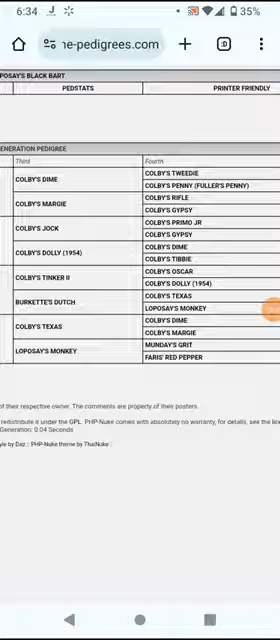 6:34
35%
ne-pedigrees.com
:D
POSAY'S BLACK BART
PEDSTATS
PRINTER FRIENDLY
GENERATION PEDIGREE
Third
Fourth
COLBY'S DIME
COLBY'S TWEEDIE
COLBY'S PENNY (FULLER'S PENNY)
COLBY'S MARGIE
COLBY'S RIFLE
COLBY'S GYPSY
COLBY'S JOCK
COLBY'S PRIMO JR
COLBY'S GYPSY
COLBY'S DOLLY (1954)
COLBY'S DIME
COLBY'S TIBBIE
COLBY'S TINKER II
COLBY'S OSCAR
COLBY'S DOLLY (1954)
BURKETTE'S DUTCH
COLBY'S TEXAS
LOPOSAY'S MONKEY
COLBY'S TEXAS
COLBY'S DIME
COLBY'S MARGIE
LOPOSAY'S MONKEY
MUNDAY'S GRIT
FARIS' RED PEPPER
of their respective owner. The comments are property of their posters.
redistribute it under the GPL. PHP-Nuke comes with absolutely no warranty, for details, see the lice
Generation: 0.04 Seconds
yle by Daz :: PHP-Nuke theme by ThaiNuke :